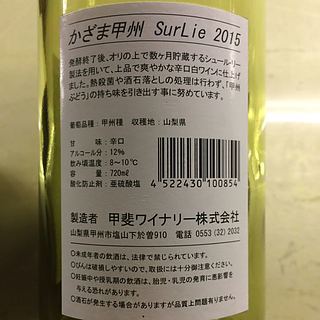 かざま甲州 SurLie 2015
発酵終了後、オリの上で数ヶ月貯蔵するシュール・リー
製法を用いて、上品で爽やかな辛口白ワインに仕上げ
ました。熱殺菌や酒石落としの処理は行わず、「甲州
ぶどう」の持ち味を引き出す事に努めています。
葡萄品種：甲州種 収穫地：山梨県
甘 味：辛口
アルコール分：12%
飲み頃温度：8～10℃
容量：720㎖
酸化防止剤：亜硫酸塩
4 522430 100854
製造者 甲斐ワイナリー株式会社
山梨県甲州市塩山下於曽910 電話 0553 (32) 2032
○未成年者の飲酒は、法律で禁じられています。
○びんは破損しやすいので、取扱には十分御注意ください。
○妊娠中や授乳期の飲酒は、胎児・乳児の発育に悪影響を
与える恐れがあります。
○酒石が発生する場合がありますが品質上問題有りません。